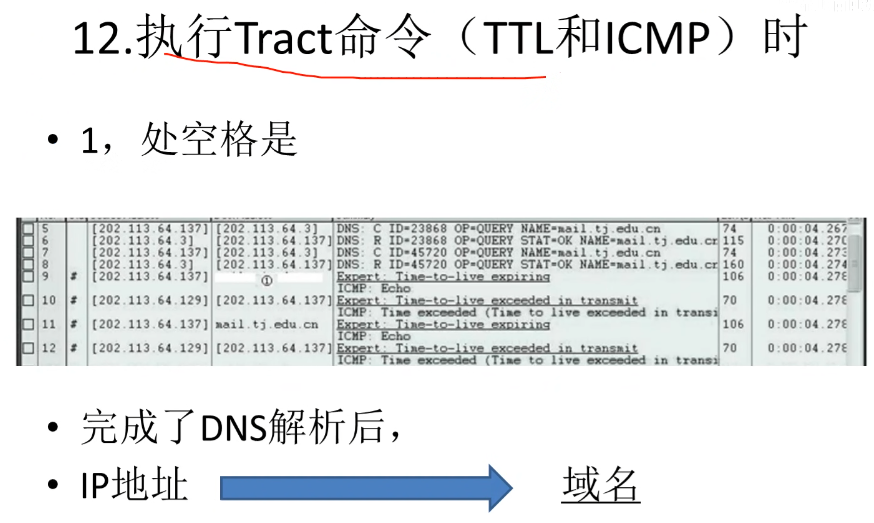 12.执行Tract命令（TTL和ICMP）时
• 1，处空格是
5 [202.113.64.137] [202.113.64.3] DNS: C ID=23868 OP=QUERY NAME=mail.tj.edu.cn 74 0:00:04.267
6 [202.113.64.3] [202.113.64.137] DNS: R ID=23868 OP=QUERY STAT=OK NAME=mail.tj.edu.cr 115 0:00:04.270
7 [202.113.64.137] [202.113.64.3] DNS: C ID=45720 OP=QUERY NAME=mail.tj.edu.cn 74 0:00:04.273
8 [202.113.64.3] [202.113.64.137] DNS: R ID=45720 OP=QUERY STAT=OK NAME=mail.tj.edu.cr 160 0:00:04.274
9 # [202.113.64.137] ① Expert: Time-to-live expiring 106 0:00:04.278
ICMP: Echo
10 # [202.113.64.129] [202.113.64.137] Expert: Time-to-live exceeded in transmit 70 0:00:04.278
ICMP: Time exceeded (Time to live exceeded in transi
11 # [202.113.64.137] mail.tj.edu.cn Expert: Time-to-live expiring 106 0:00:04.278
ICMP: Echo
12 # [202.113.64.129] [202.113.64.137] Expert: Time-to-live exceeded in transmit 70 0:00:04.278
ICMP: Time exceeded (Time to live exceeded in transi
• 完成了DNS解析后，
• IP地址 域名